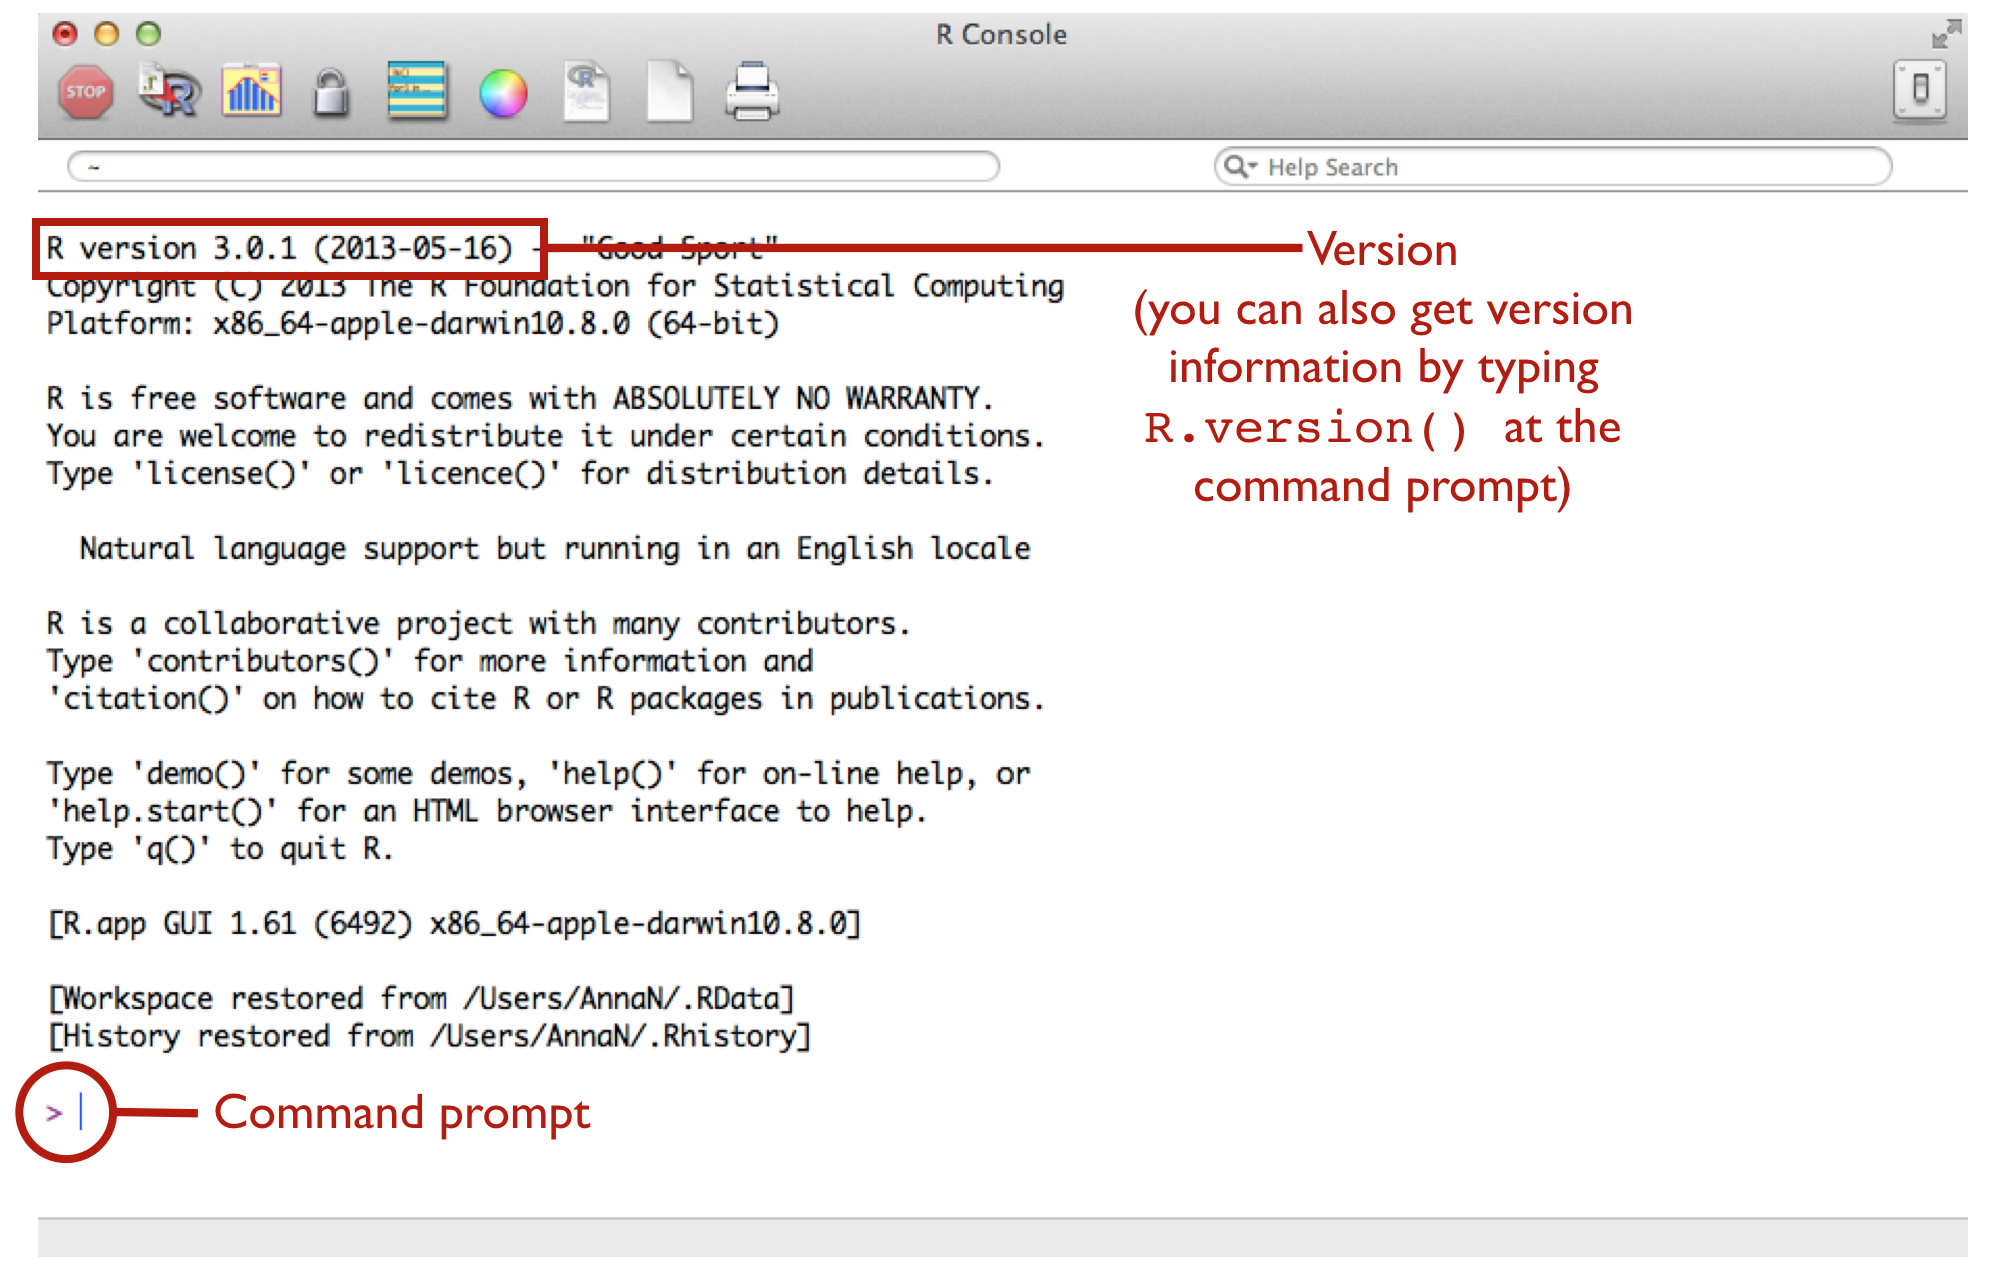 R Console
STOP
~
Help Search
R version 3.0.1 (2013-05-16) -- "Good Sport"
Copyright (C) 2013 The R Foundation for Statistical Computing
Platform: x86_64-apple-darwin10.8.0 (64-bit)
R is free software and comes with ABSOLUTELY NO WARRANTY.
You are welcome to redistribute it under certain conditions.
Type 'license()' or 'licence()' for distribution details.
Natural language support but running in an English locale
R is a collaborative project with many contributors.
Type 'contributors()' for more information and
'citation()' on how to cite R or R packages in publications.
Type 'demo()' for some demos, 'help()' for on-line help, or
'help.start()' for an HTML browser interface to help.
Type 'q()' to quit R.
[R.app GUI 1.61 (6492) x86_64-apple-darwin10.8.0]
[Workspace restored from /Users/AnnaN/.RData]
[History restored from /Users/AnnaN/.Rhistory]
>
Command prompt
Version
(you can also get version
information by typing
R.version() at the
command prompt)